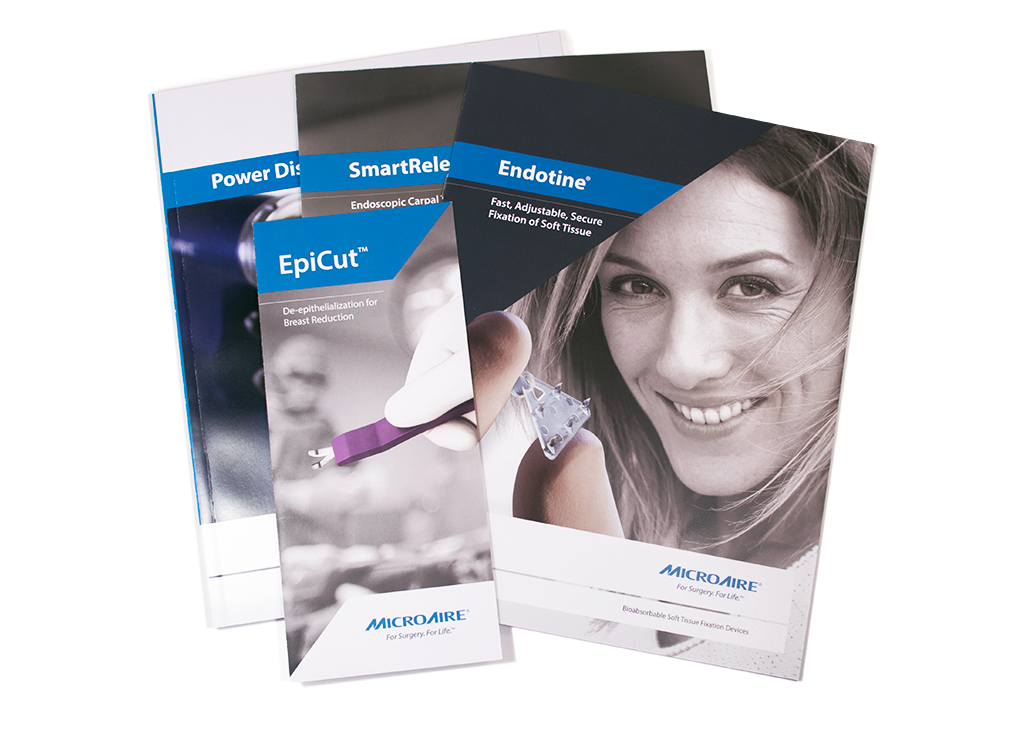 Power Dis
SmartRele
Endoscopic Carpal
Endotine®
Fast, Adjustable, Secure
Fixation of Soft Tissue
EpiCut™
De-epithelialization for
Breast Reduction
MICROAIRE®
For Surgery. For Life.™
MICROAIRE®
For Surgery. For Life.™
Bioabsorbable Soft Tissue Fixation Devices